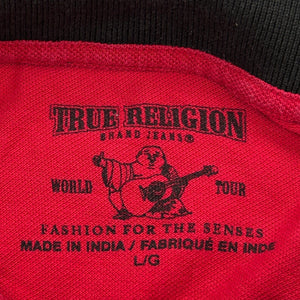 TRUE RELIGION
BRAND JEANS®
WORLD TOUR
FASHION FOR THE SENSES
MADE IN INDIA / FABRIQUÉ EN INDE
L/G